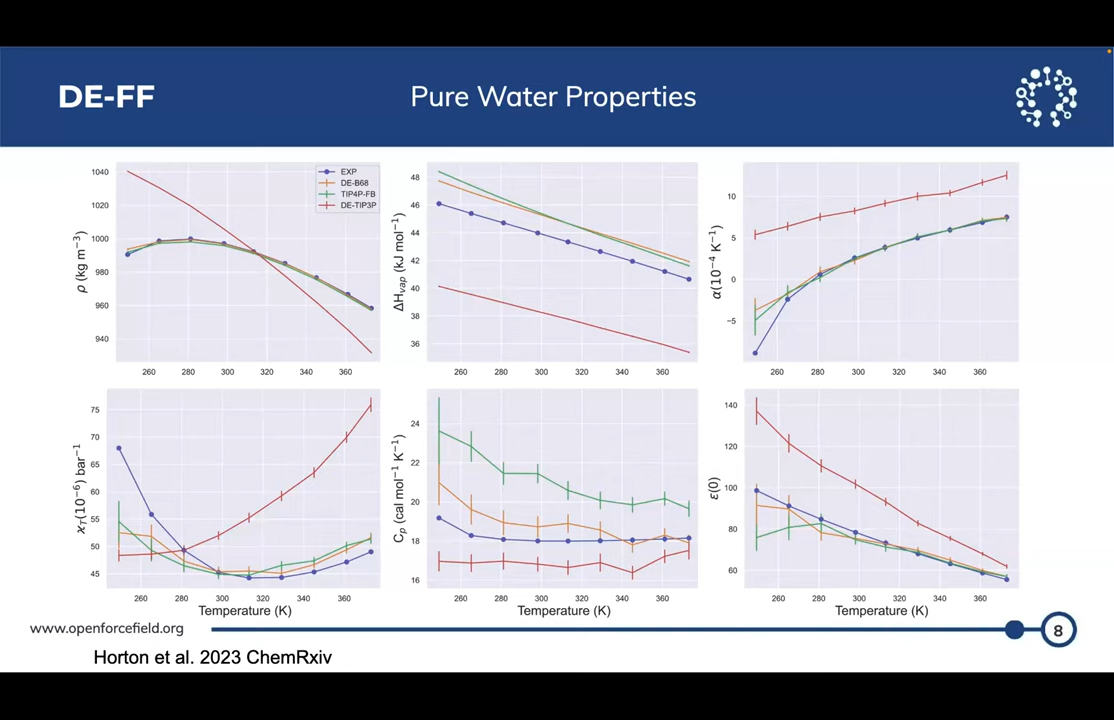 DE-FF
Pure Water Properties
ρ (kg m⁻³)
1040
1020
1000
980
960
940
260 280 300 320 340 360
EXP
DE-B68
TIP4P-FB
DE-TIP3P
ΔHvap (kJ mol⁻¹)
48
46
44
42
40
38
36
260 280 300 320 340 360
α(10⁻⁴ K⁻¹)
10
5
0
−5
260 280 300 320 340 360
ϰT(10⁻⁶) bar⁻¹
75
70
65
60
55
50
45
260 280 300 320 340 360
Temperature (K)
Cp (cal mol⁻¹ K⁻¹)
24
22
20
18
16
260 280 300 320 340 360
Temperature (K)
ε(0)
140
120
100
80
60
260 280 300 320 340 360
Temperature (K)
www.openforcefield.org
8
Horton et al. 2023 ChemRxiv